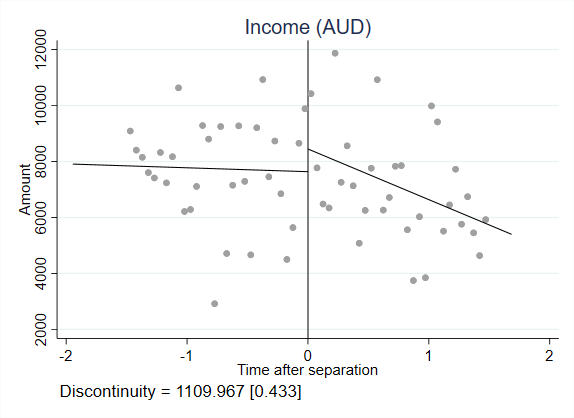 Income (AUD)
12000
10000
8000
6000
4000
2000
Amount
-2
-1
0
1
2
Time after separation
Discontinuity = 1109.967 [0.433]